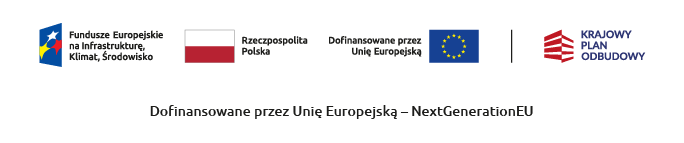 Fundusze Europejskie
na Infrastrukturę,
Klimat, Środowisko
Rzeczpospolita
Polska
Dofinansowane przez
Unię Europejską
KRAJOWY
PLAN
ODBUDOWY
Dofinansowane przez Unię Europejską – NextGenerationEU